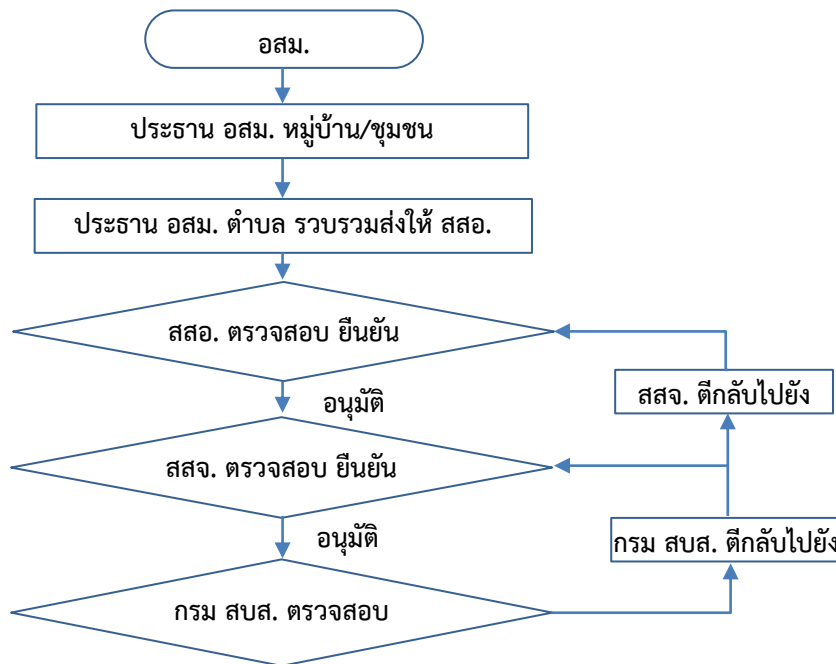 อสม.
ประธาน อสม. หมู่บ้าน/ชุมชน
ประธาน อสม. ตำบล รวบรวมส่งให้ สสอ.
สสอ. ตรวจสอบ ยืนยัน
สสจ. ตีกลับไปยัง
อนุมัติ
สสจ. ตรวจสอบ ยืนยัน
อนุมัติ
กรม สบส. ตีกลับไปยัง
กรม สบส. ตรวจสอบ